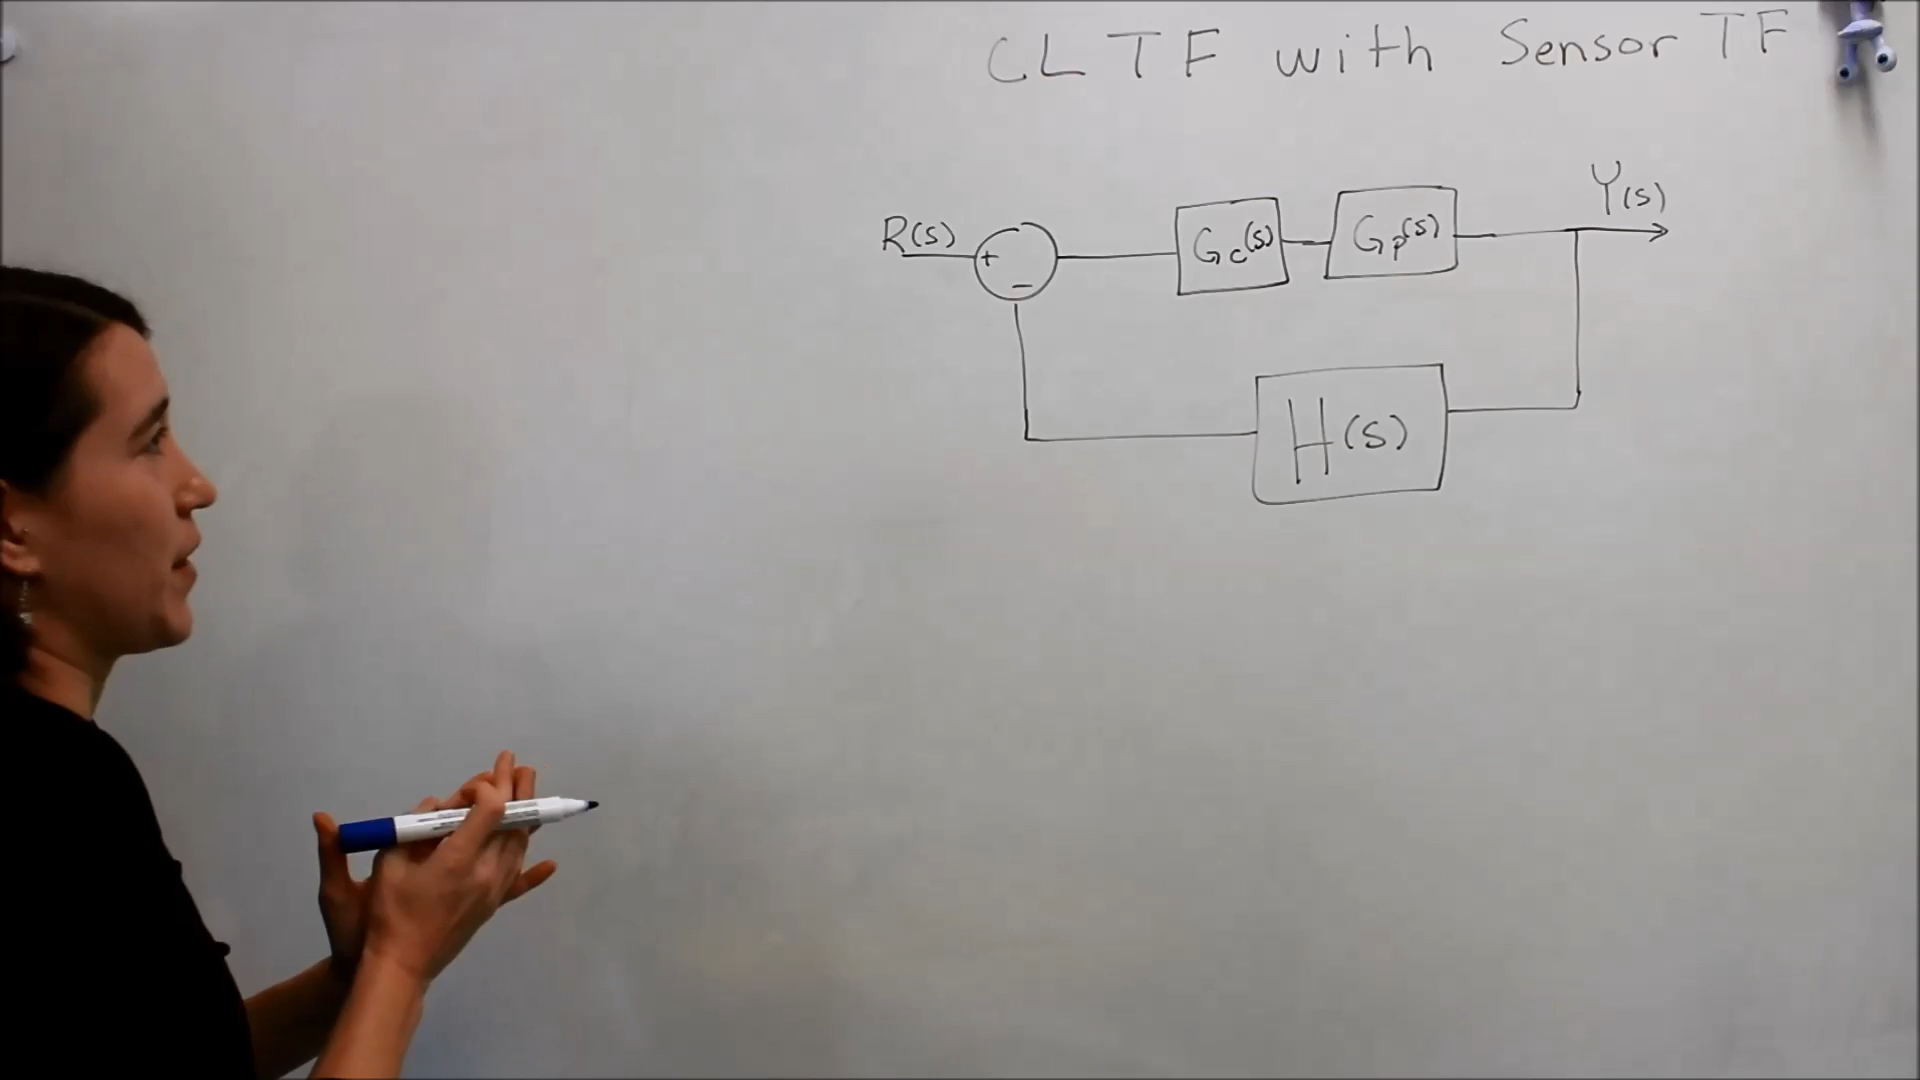 CLTF with Sensor TF
Y(s)
R(s) + - Gc(s) Gp(s)
H(s)